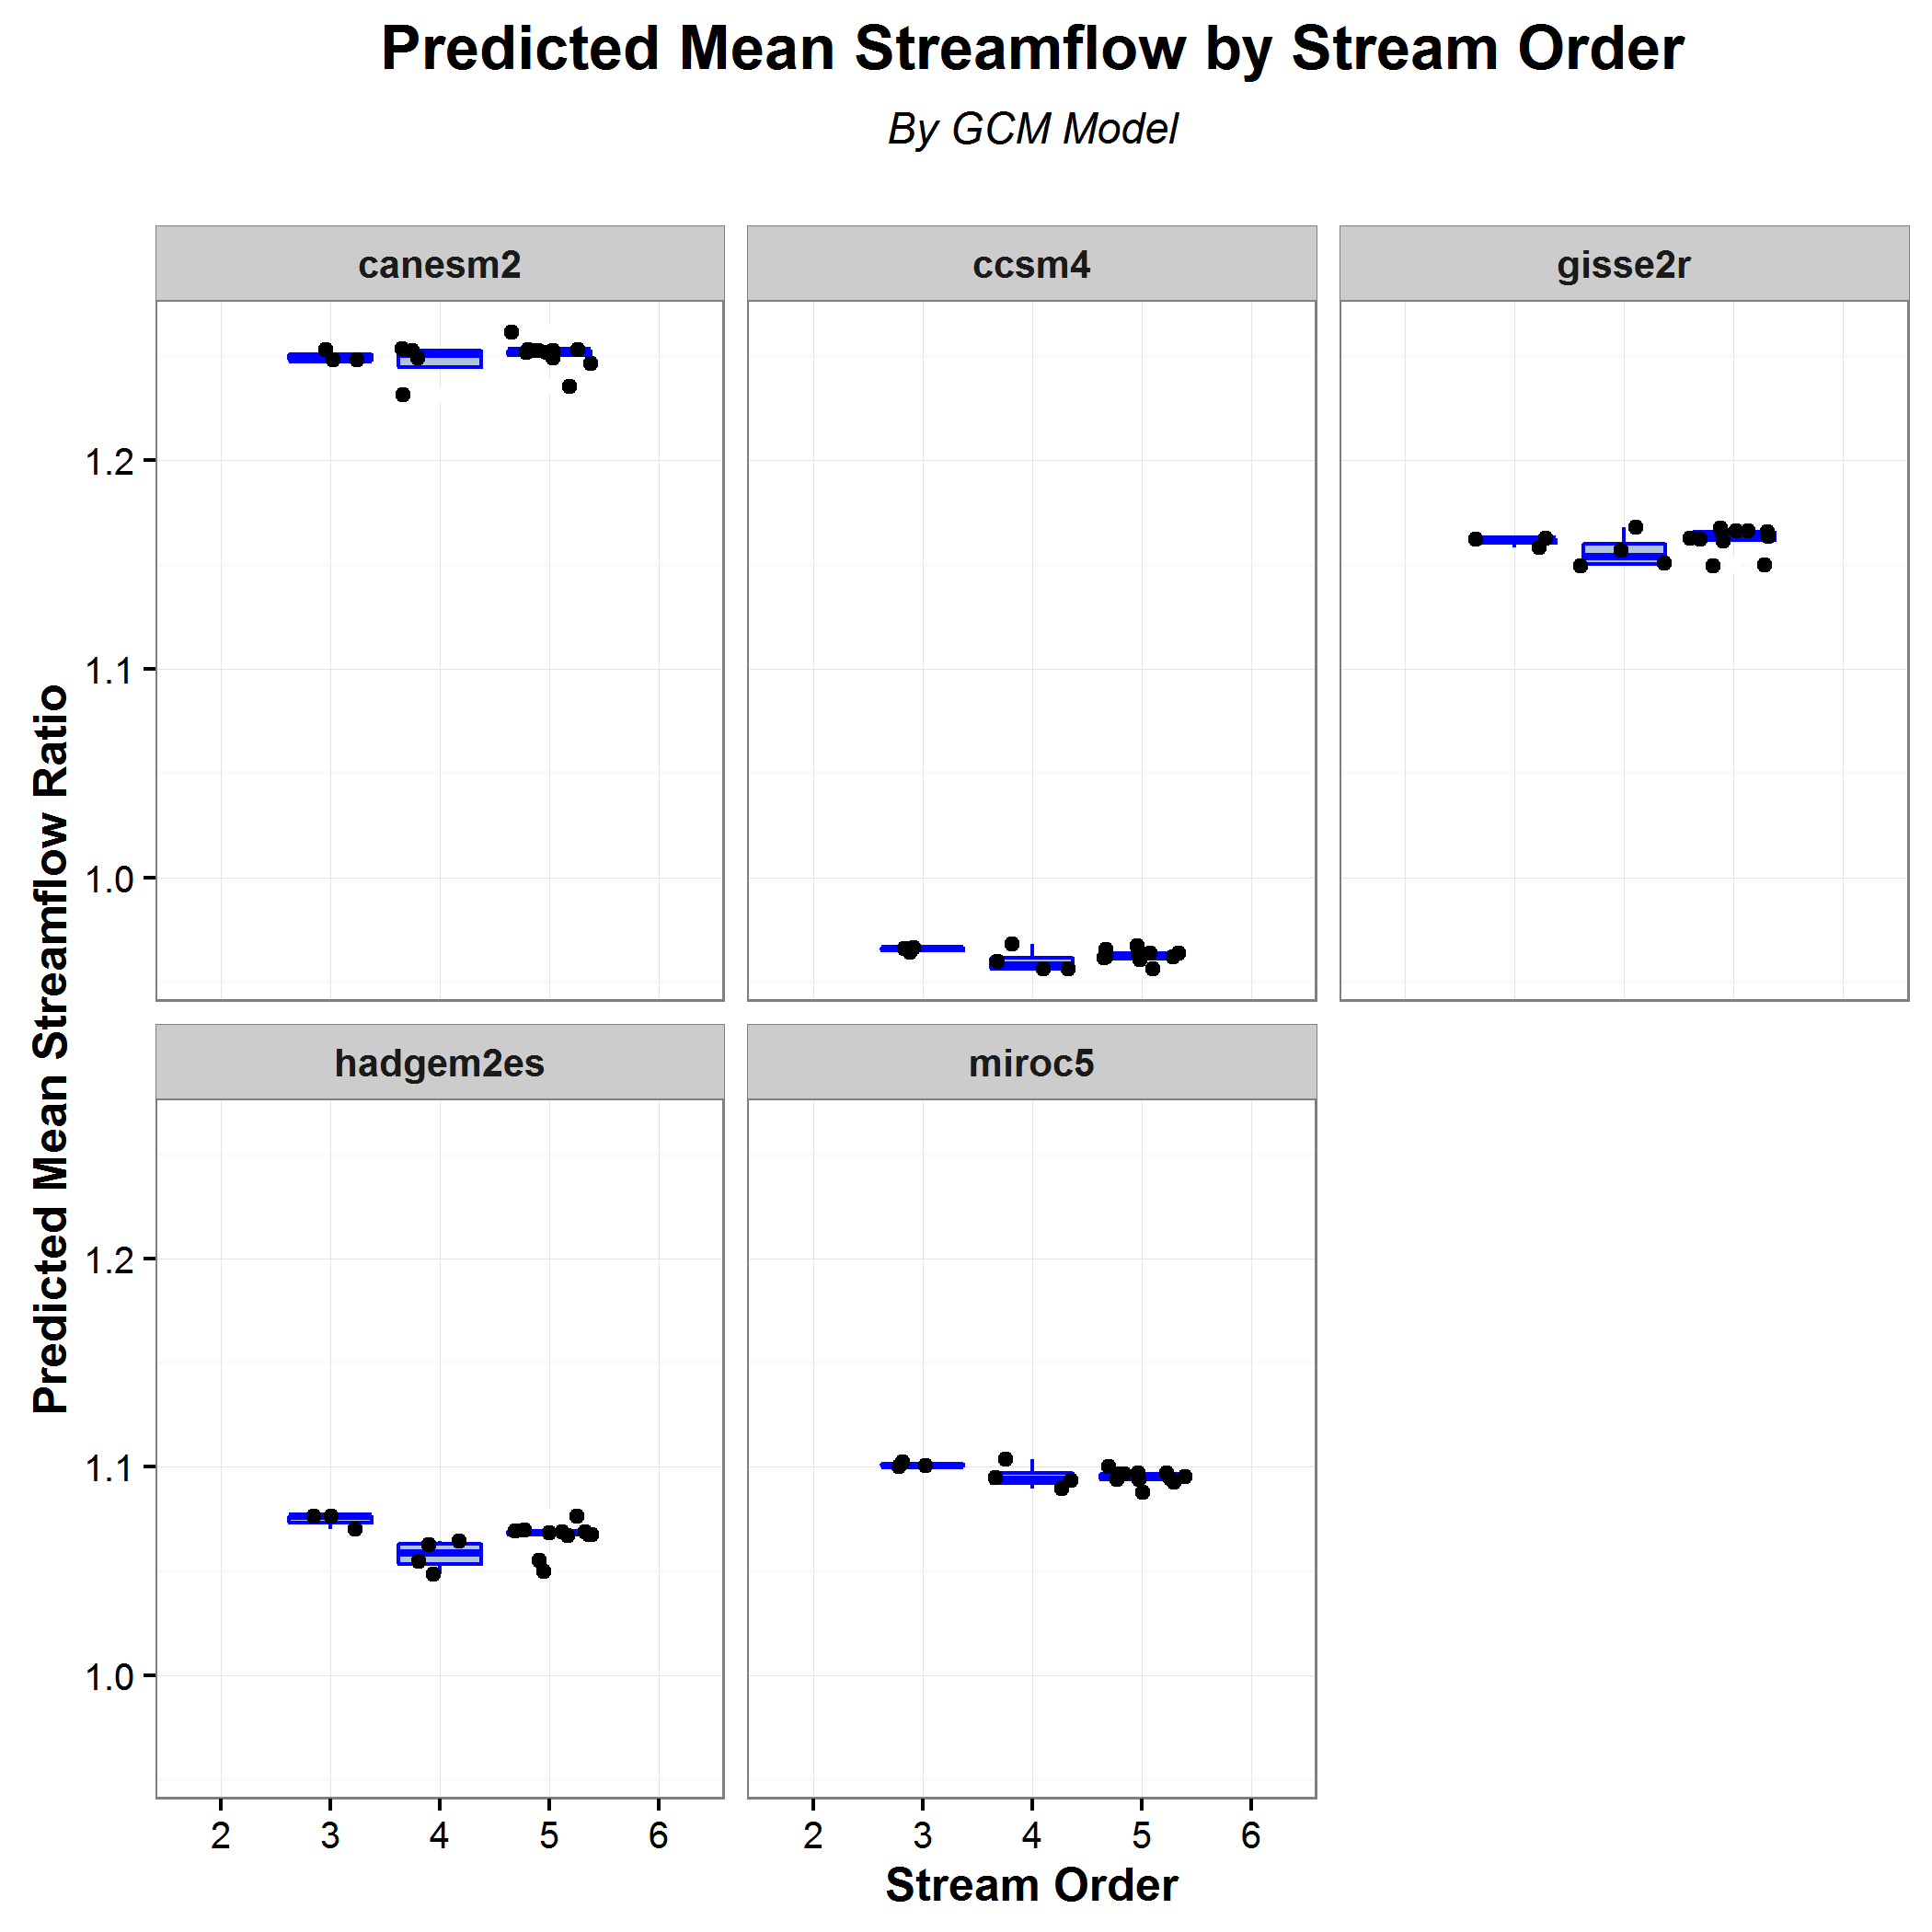 Predicted Mean Streamflow by Stream Order
By GCM Model
canesm2
ccsm4
gisse2r
1.2
1.1
1.0
Predicted Mean Streamflow Ratio
hadgem2es
miroc5
1.2
1.1
1.0
2 3 4 5 6
2 3 4 5 6
Stream Order